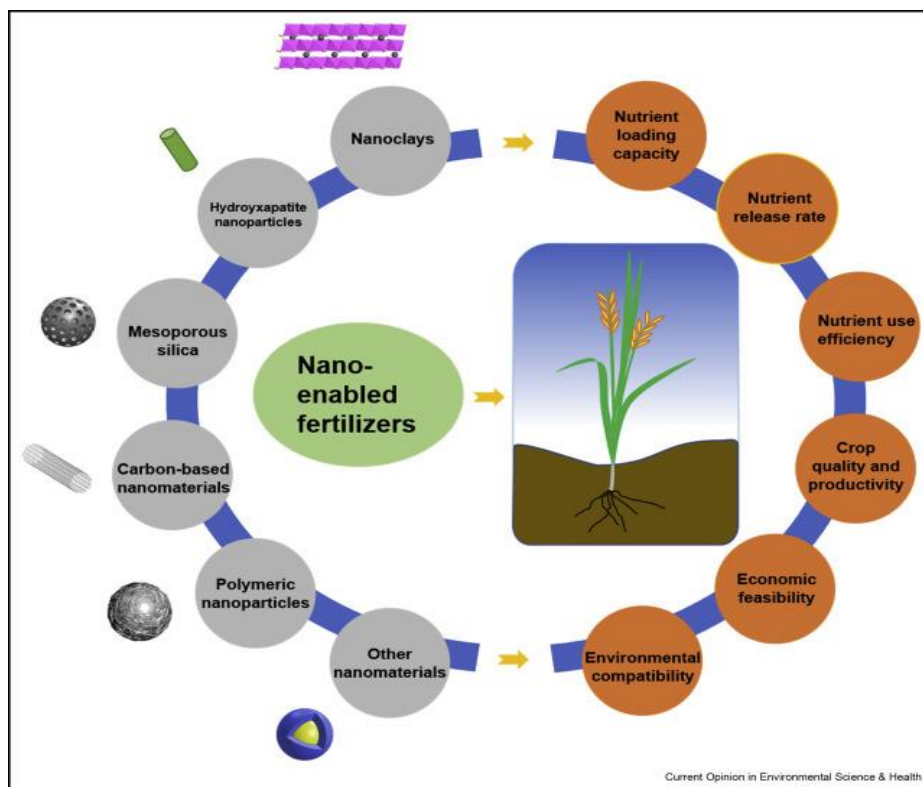 Nanoclays
Hydroyxapatite
nanoparticles
Mesoporous
silica
Carbon-based
nanomaterials
Polymeric
nanoparticles
Other
nanomaterials
Nano-
enabled
fertilizers
Nutrient
loading
capacity
Nutrient
release rate
Nutrient use
efficiency
Crop
quality and
productivity
Economic
feasibility
Environmental
compatibility
Current Opinion in Environmental Science & Health